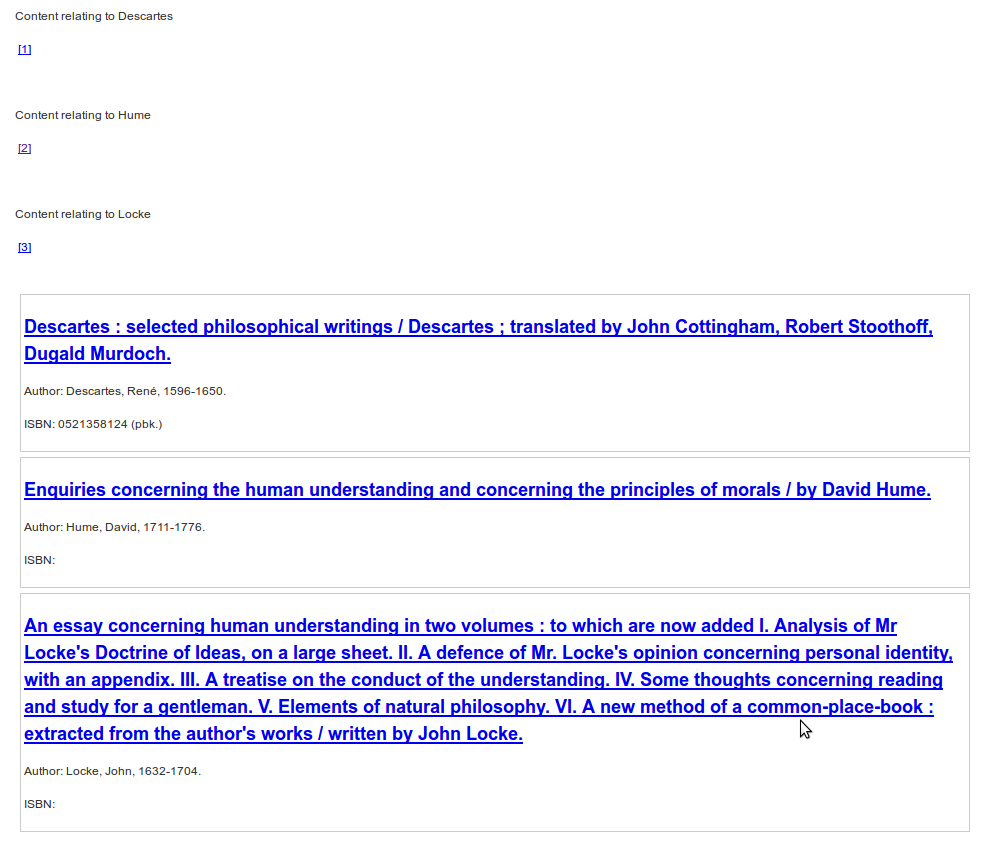 Content relating to Descartes
[1]
Content relating to Hume
[2]
Content relating to Locke
[3]
Descartes : selected philosophical writings / Descartes ; translated by John Cottingham, Robert Stoothoff,
Dugald Murdoch.
Author: Descartes, René, 1596-1650.
ISBN: 0521358124 (pbk.)
Enquiries concerning the human understanding and concerning the principles of morals / by David Hume.
Author: Hume, David, 1711-1776.
ISBN:
An essay concerning human understanding in two volumes : to which are now added I. Analysis of Mr
Locke's Doctrine of Ideas, on a large sheet. II. A defence of Mr. Locke's opinion concerning personal identity,
with an appendix. III. A treatise on the conduct of the understanding. IV. Some thoughts concerning reading
and study for a gentleman. V. Elements of natural philosophy. VI. A new method of a common-place-book :
extracted from the author's works / written by John Locke.
Author: Locke, John, 1632-1704.
ISBN: